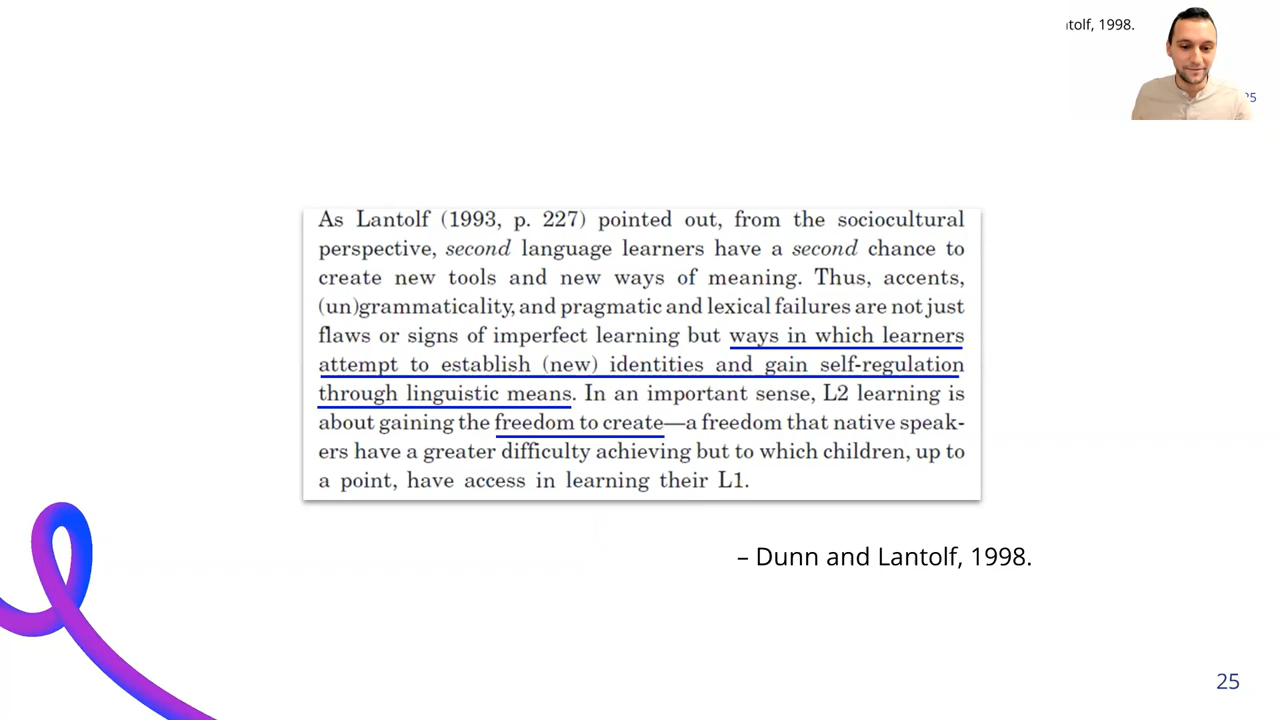 ntolf, 1998.
25
As Lantolf (1993, p. 227) pointed out, from the sociocultural
perspective, second language learners have a second chance to
create new tools and new ways of meaning. Thus, accents,
(un)grammaticality, and pragmatic and lexical failures are not just
flaws or signs of imperfect learning but ways in which learners
attempt to establish (new) identities and gain self-regulation
through linguistic means. In an important sense, L2 learning is
about gaining the freedom to create—a freedom that native speak-
ers have a greater difficulty achieving but to which children, up to
a point, have access in learning their L1.
– Dunn and Lantolf, 1998.
25